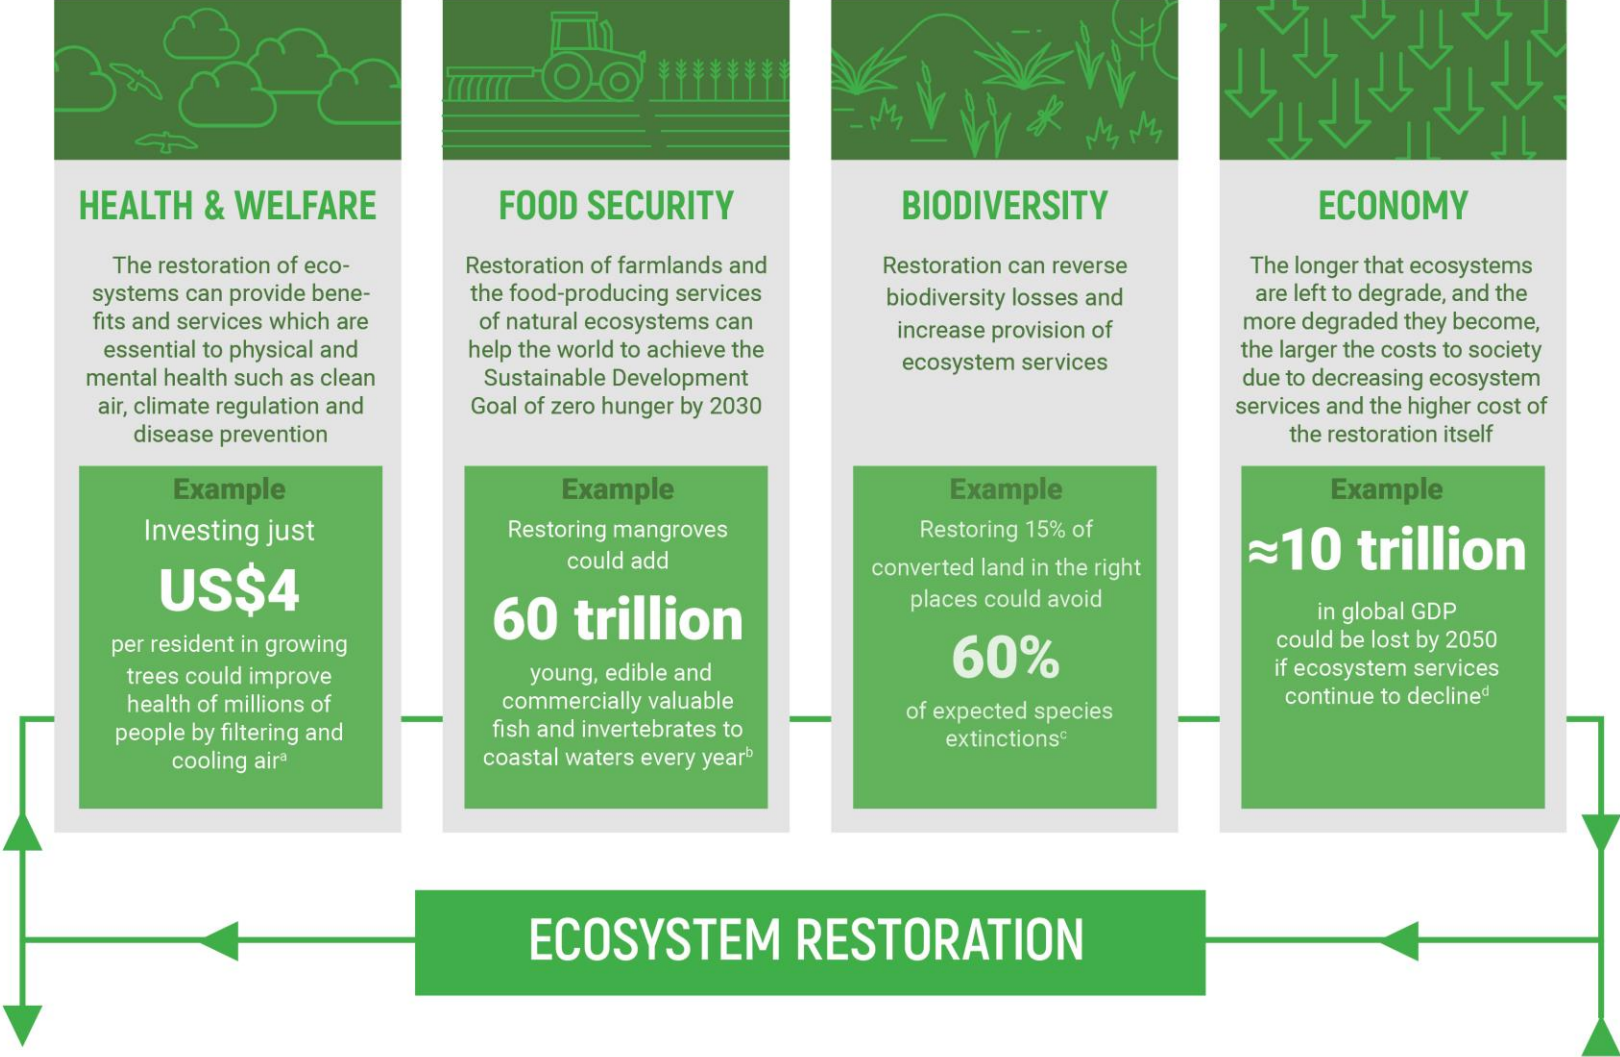 HEALTH & WELFARE
The restoration of eco-
systems can provide bene-
fits and services which are
essential to physical and
mental health such as clean
air, climate regulation and
disease prevention
Example
Investing just
US$4
per resident in growing
trees could improve
health of millions of
people by filtering and
cooling airᵃ
FOOD SECURITY
Restoration of farmlands and
the food-producing services
of natural ecosystems can
help the world to achieve the
Sustainable Development
Goal of zero hunger by 2030
Example
Restoring mangroves
could add
60 trillion
young, edible and
commercially valuable
fish and invertebrates to
coastal waters every yearᵇ
BIODIVERSITY
Restoration can reverse
biodiversity losses and
increase provision of
ecosystem services
Example
Restoring 15% of
converted land in the right
places could avoid
60%
of expected species
extinctionsᶜ
ECONOMY
The longer that ecosystems
are left to degrade, and the
more degraded they become,
the larger the costs to society
due to decreasing ecosystem
services and the higher cost of
the restoration itself
Example
≈10 trillion
in global GDP
could be lost by 2050
if ecosystem services
continue to declineᵈ
ECOSYSTEM RESTORATION